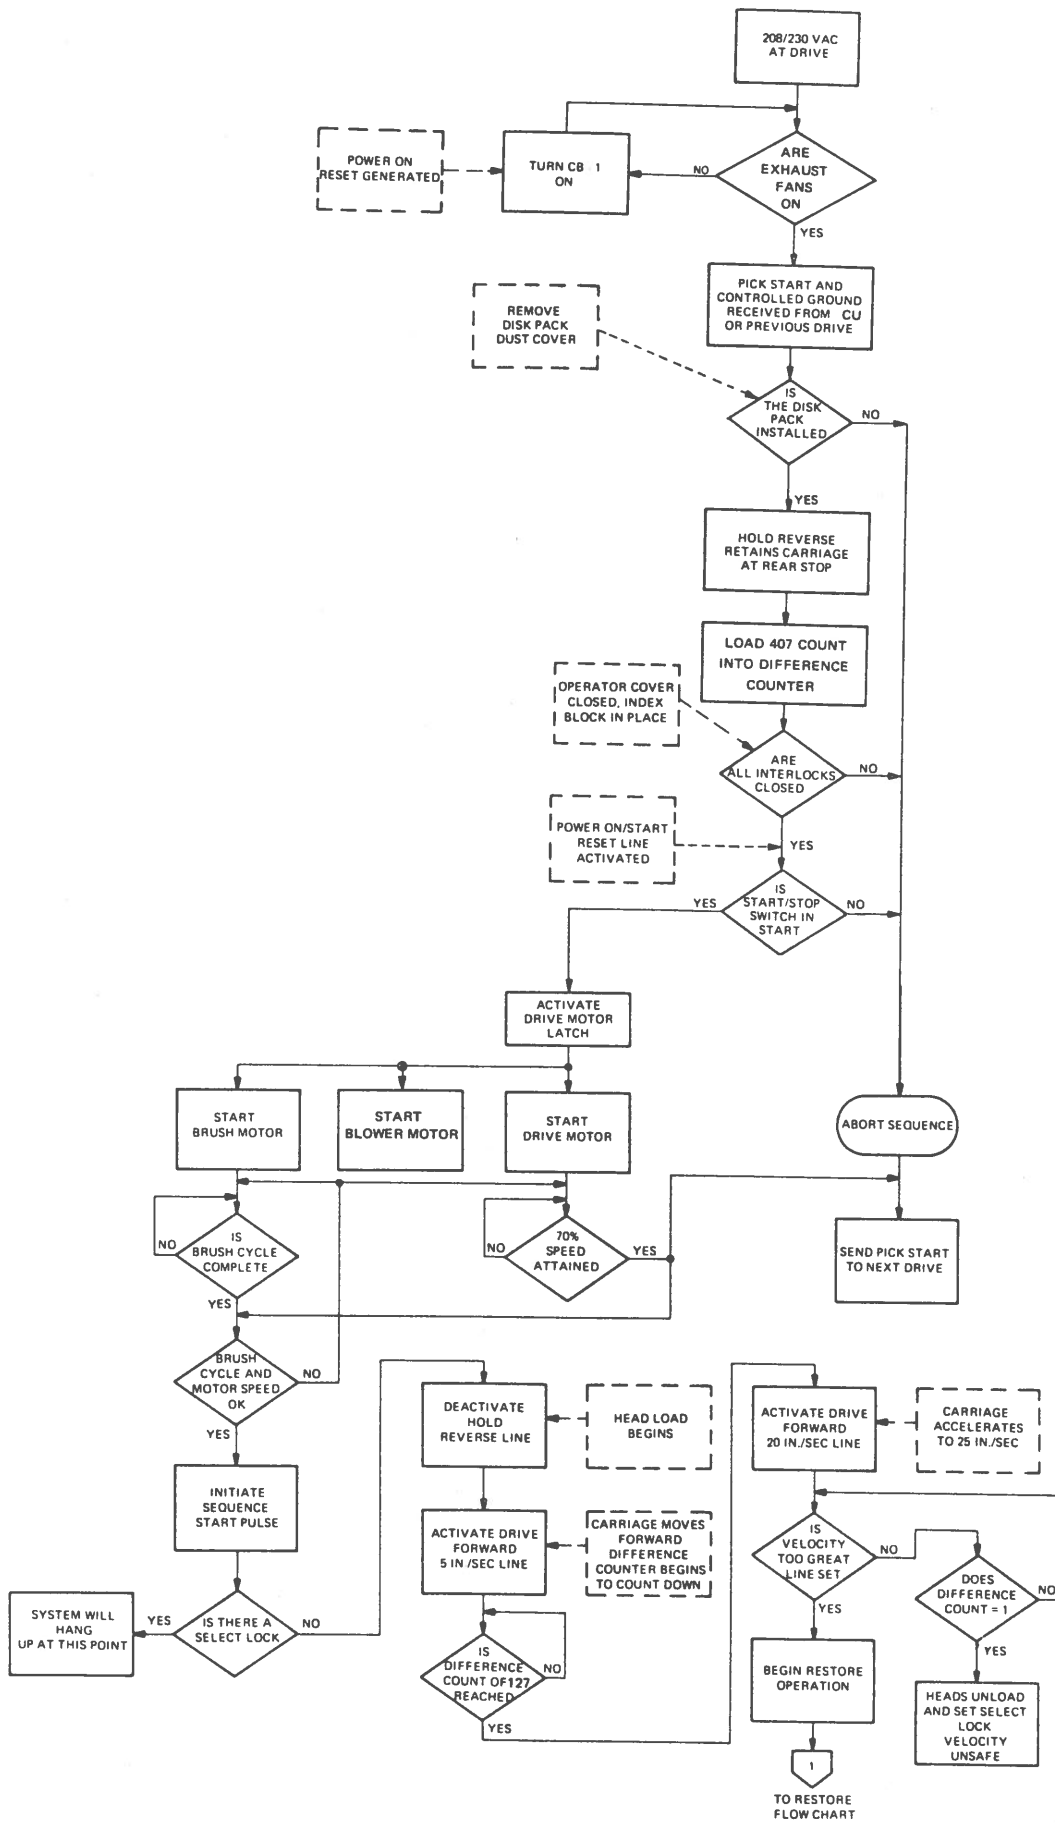 208/230 VAC
AT DRIVE
POWER ON
RESET GENERATED
TURN CB 1
ON
NO
ARE
EXHAUST
FANS
ON
YES
PICK START AND
CONTROLLED GROUND
RECEIVED FROM CU
OR PREVIOUS DRIVE
REMOVE
DISK PACK
DUST COVER
IS
THE DISK
PACK
INSTALLED
NO
YES
HOLD REVERSE
RETAINS CARRIAGE
AT REAR STOP
LOAD 407 COUNT
INTO DIFFERENCE
COUNTER
OPERATOR COVER
CLOSED, INDEX
BLOCK IN PLACE
ARE
ALL INTERLOCKS
CLOSED
NO
POWER ON/START
RESET LINE
ACTIVATED
YES
YES
IS
START/STOP
SWITCH IN
START
NO
ACTIVATE
DRIVE MOTOR
LATCH
START
BRUSH MOTOR
START
BLOWER MOTOR
START
DRIVE MOTOR
ABORT SEQUENCE
NO
IS
BRUSH CYCLE
COMPLETE
YES
NO
70%
SPEED
ATTAINED
YES
SEND PICK START
TO NEXT DRIVE
BRUSH
CYCLE AND
MOTOR SPEED
OK
NO
YES
INITIATE
SEQUENCE
START PULSE
SYSTEM WILL
HANG
UP AT THIS POINT
YES
IS THERE A
SELECT LOCK
NO
DEACTIVATE
HOLD
REVERSE LINE
HEAD LOAD
BEGINS
ACTIVATE DRIVE
FORWARD
5 IN/SEC LINE
CARRIAGE MOVES
FORWARD
DIFFERENCE
COUNTER BEGINS
TO COUNT DOWN
IS
DIFFERENCE
COUNT OF 127
REACHED
NO
YES
ACTIVATE DRIVE
FORWARD
20 IN./SEC LINE
CARRIAGE
ACCELERATES
TO 25 IN./SEC
IS
VELOCITY
TOO GREAT
LINE SET
NO
YES
DOES
DIFFERENCE
COUNT = 1
NO
YES
BEGIN RESTORE
OPERATION
HEADS UNLOAD
AND SET SELECT
LOCK
VELOCITY
UNSAFE
1
TO RESTORE
FLOW CHART